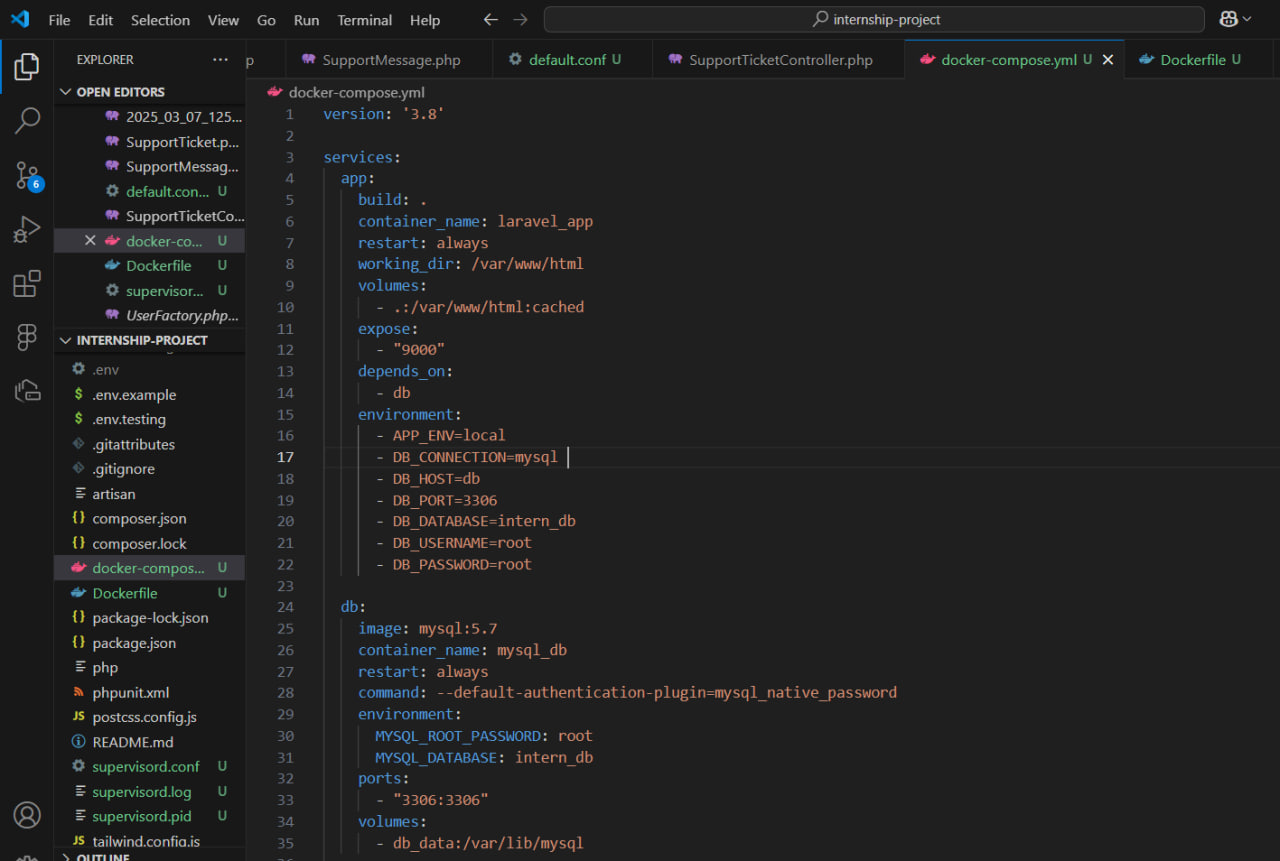 File Edit Selection View Go Run Terminal Help
internship-project
EXPLORER
p
SupportMessage.php
default.conf U
SupportTicketController.php
docker-compose.yml U
Dockerfile U
OPEN EDITORS
2025_03_07_125...
SupportTicket.p...
SupportMessag...
default.con... U
SupportTicketCo...
docker-co... U
Dockerfile U
supervisor... U
UserFactory.php...
INTERNSHIP-PROJECT
.env
.env.example
.env.testing
.gitattributes
.gitignore
artisan
composer.json
composer.lock
docker-compos... U
Dockerfile U
package-lock.json
package.json
php
phpunit.xml
postcss.config.js
README.md
supervisord.conf U
supervisord.log U
supervisord.pid U
tailwind.config.js
OUTLINE
6
docker-compose.yml
1 version: '3.8'
2
3 services:
4 app:
5 build: .
6 container_name: laravel_app
7 restart: always
8 working_dir: /var/www/html
9 volumes:
10 - .:/var/www/html:cached
11 expose:
12 - "9000"
13 depends_on:
14 - db
15 environment:
16 - APP_ENV=local
17 - DB_CONNECTION=mysql
18 - DB_HOST=db
19 - DB_PORT=3306
20 - DB_DATABASE=intern_db
21 - DB_USERNAME=root
22 - DB_PASSWORD=root
23
24 db:
25 image: mysql:5.7
26 container_name: mysql_db
27 restart: always
28 command: --default-authentication-plugin=mysql_native_password
29 environment:
30 MYSQL_ROOT_PASSWORD: root
31 MYSQL_DATABASE: intern_db
32 ports:
33 - "3306:3306"
34 volumes:
35 - db_data:/var/lib/mysql